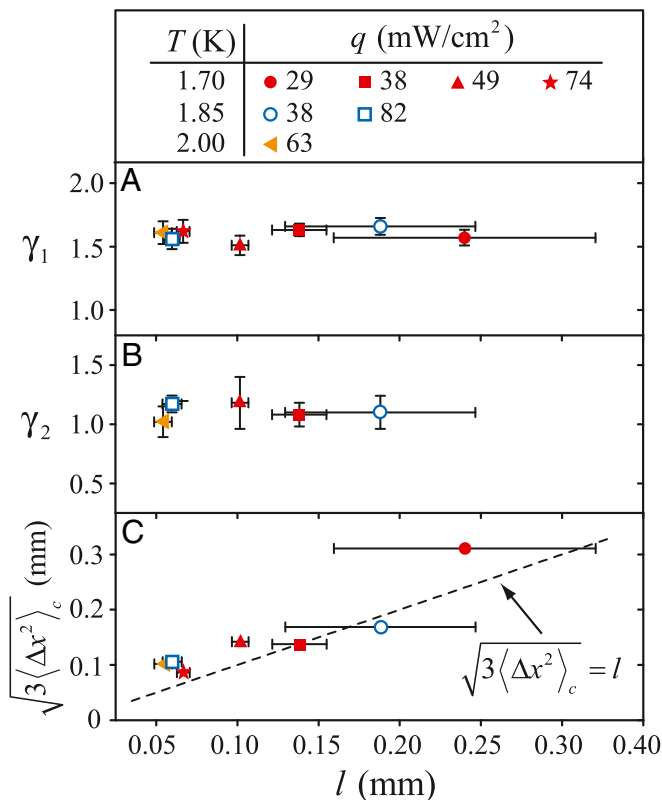 T (K) q (mW/cm²)
1.70 29 38 49 74
1.85 38 82
2.00 63
A
2.0
1.5
1.0
γ₁
B
1.5
1.0
0.5
γ₂
C
0.3
0.2
0.1
0
√3⟨Δx²⟩c (mm)
√3⟨Δx²⟩c = l
0.05 0.10 0.15 0.20 0.25 0.30 0.35 0.40
l (mm)